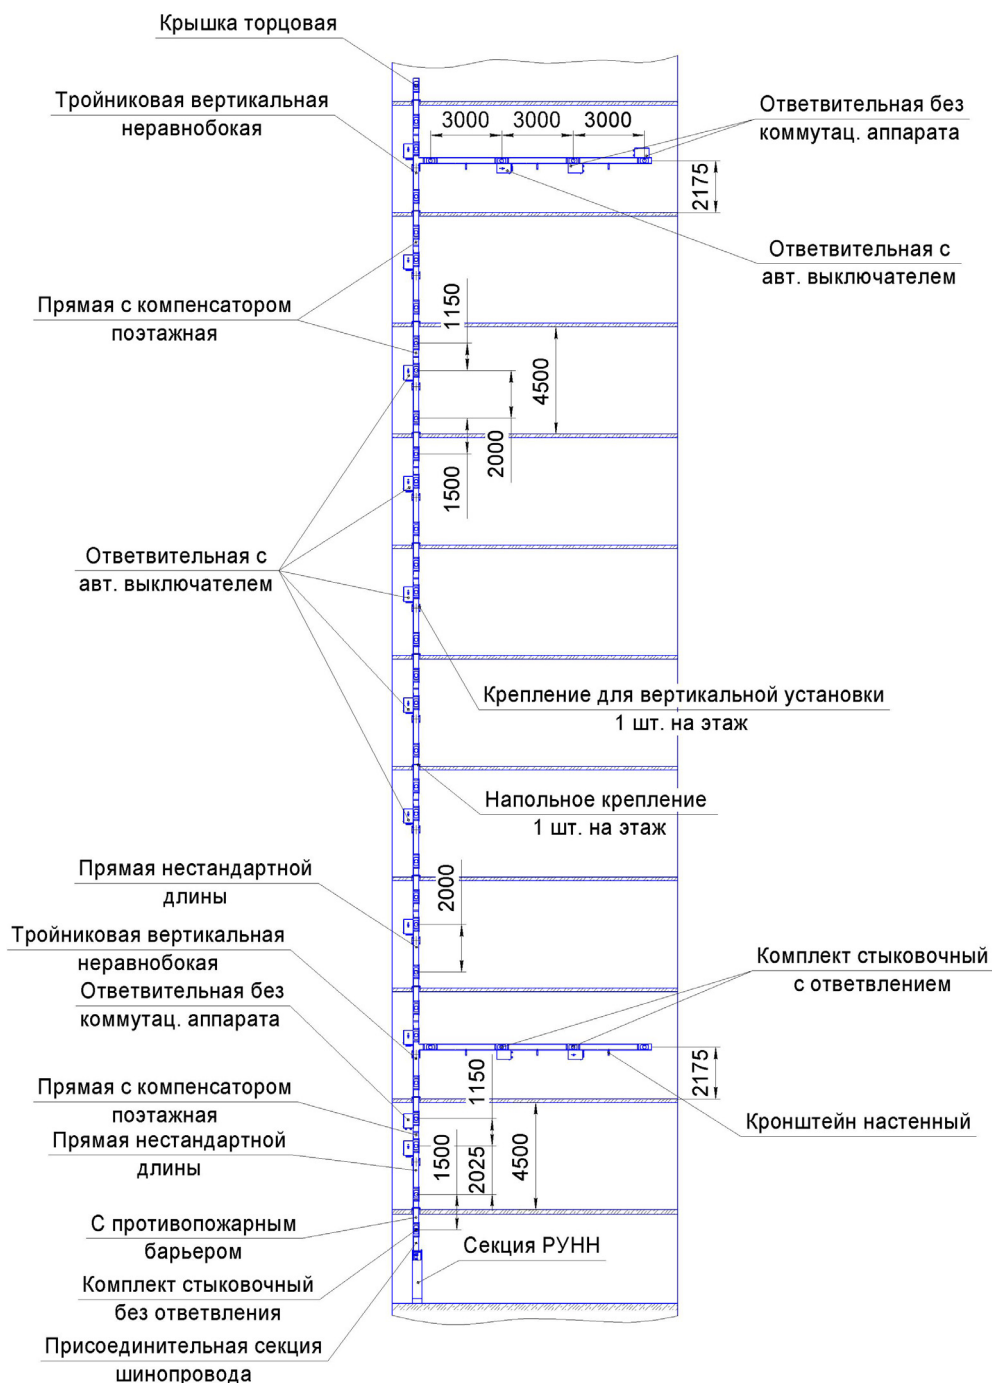 Крышка торцовая
Тройниковая вертикальная
неравнобокая
3000
3000
3000
Ответвительная без
коммутац. аппарата
2175
Ответвительная с
авт. выключателем
Прямая с компенсатором
поэтажная
1150
4500
2000
1500
Ответвительная с
авт. выключателем
Крепление для вертикальной установки
1 шт. на этаж
Напольное крепление
1 шт. на этаж
Прямая нестандартной
длины
2000
Тройниковая вертикальная
неравнобокая
Ответвительная без
коммутац. аппарата
Комплект стыковочный
с ответвлением
2175
1150
Прямая с компенсатором
поэтажная
Кронштейн настенный
Прямая нестандартной
длины
1500
2025
4500
С противопожарным
барьером
Секция РУНН
Комплект стыковочный
без ответвления
Присоединительная секция
шинопровода